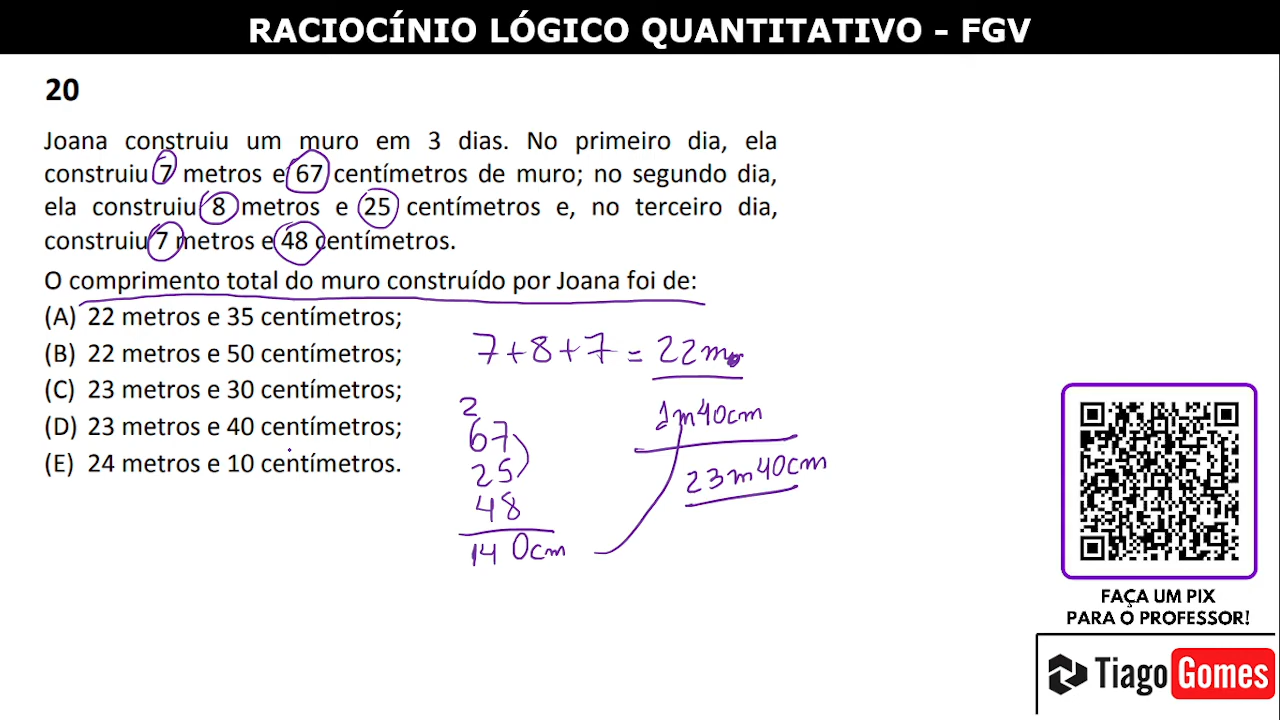 RACIOCÍNIO LÓGICO QUANTITATIVO - FGV
20
Joana construiu um muro em 3 dias. No primeiro dia, ela
construiu 7 metros e 67 centímetros de muro; no segundo dia,
ela construiu 8 metros e 25 centímetros e, no terceiro dia,
construiu 7 metros e 48 centímetros.
O comprimento total do muro construído por Joana foi de:
(A) 22 metros e 35 centímetros;
(B) 22 metros e 50 centímetros;
(C) 23 metros e 30 centímetros;
(D) 23 metros e 40 centímetros;
(E) 24 metros e 10 centímetros.
7+8+7 = 22m
2
67
25
48
140cm
1m40cm
23m40cm
FAÇA UM PIX
PARA O PROFESSOR!
Tiago Gomes